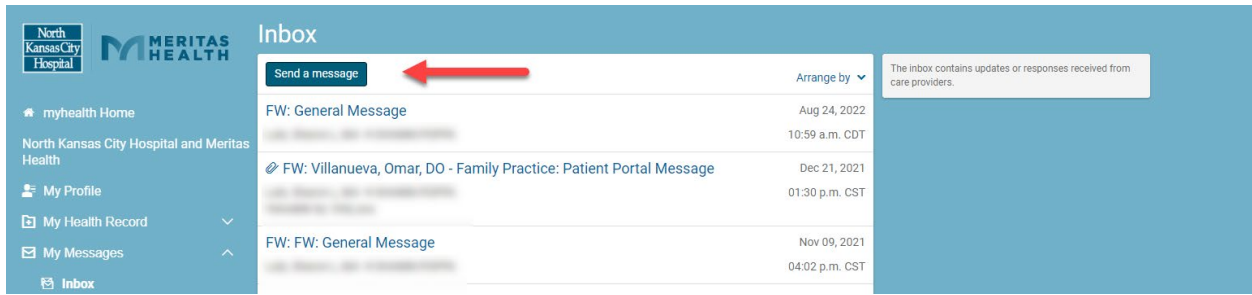 North
KansasCity
Hospital
MERITAS
HEALTH
myhealth Home
North Kansas City Hospital and Meritas
Health
My Profile
My Health Record
My Messages
Inbox
Inbox
Send a message
Arrange by
FW: General Message
Aug 24, 2022
10:59 a.m. CDT
FW: Villanueva, Omar, DO - Family Practice: Patient Portal Message
Dec 21, 2021
01:30 p.m. CST
FW: FW: General Message
Nov 09, 2021
04:02 p.m. CST
The inbox contains updates or responses received from
care providers.